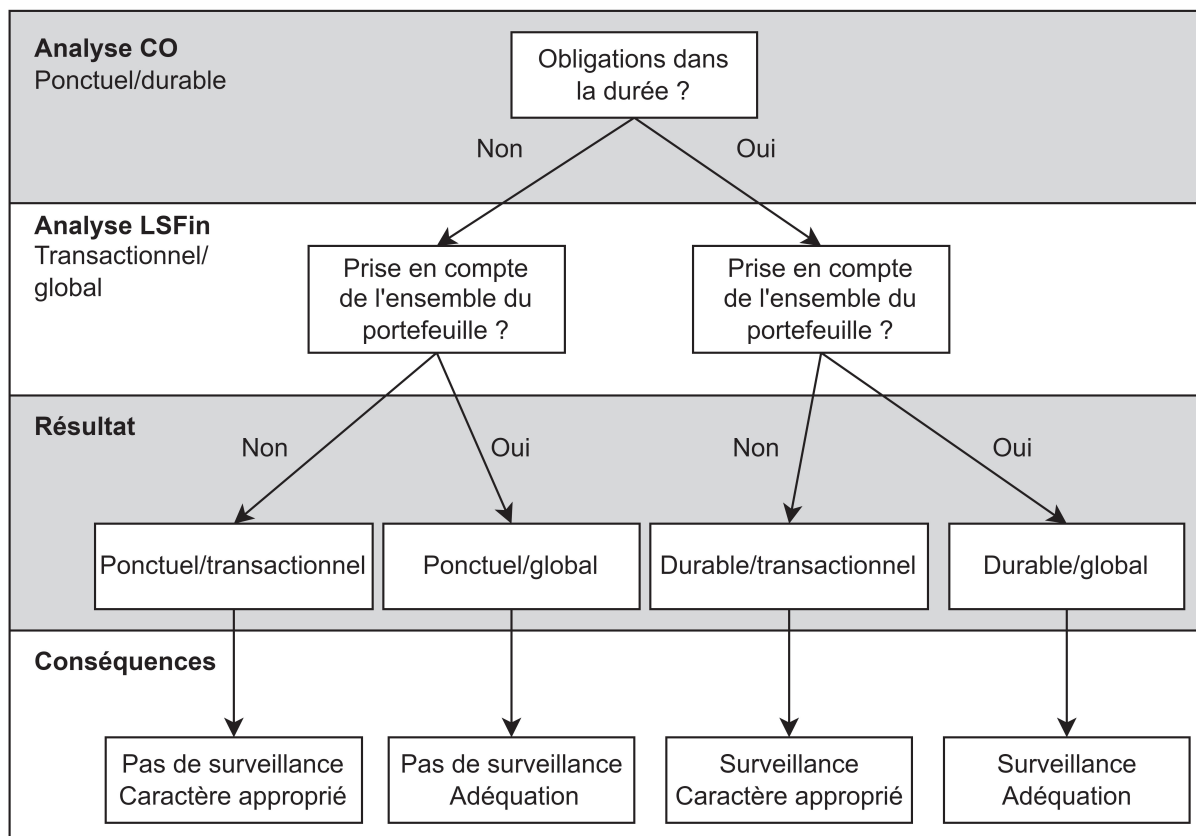 Analyse CO
Ponctuel/durable
Obligations dans
la durée ?
Non
Oui
Analyse LSFin
Transactionnel/
global
Prise en compte
de l'ensemble du
portefeuille ?
Prise en compte
de l'ensemble du
portefeuille ?
Résultat
Non
Oui
Non
Oui
Ponctuel/transactionnel
Ponctuel/global
Durable/transactionnel
Durable/global
Conséquences
Pas de surveillance
Caractère approprié
Pas de surveillance
Adéquation
Surveillance
Caractère approprié
Surveillance
Adéquation